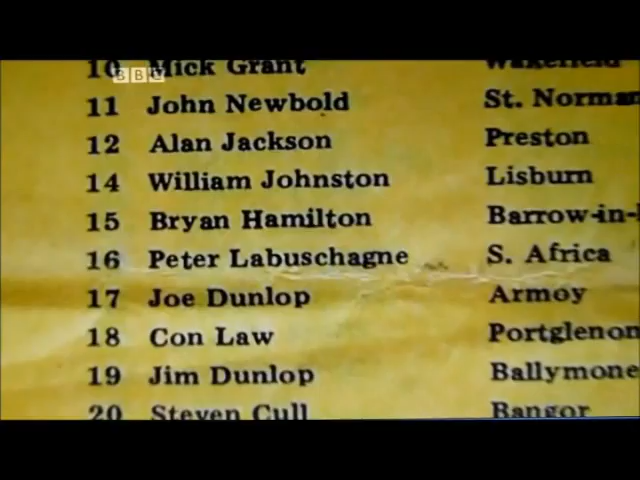 BBC
10 Mick Grant Wakefield
11 John Newbold St. Norman
12 Alan Jackson Preston
14 William Johnston Lisburn
15 Bryan Hamilton Barrow-in-
16 Peter Labuschagne S. Africa
17 Joe Dunlop Armoy
18 Con Law Portglenon
19 Jim Dunlop Ballymone
20 Steven Cull Bangor